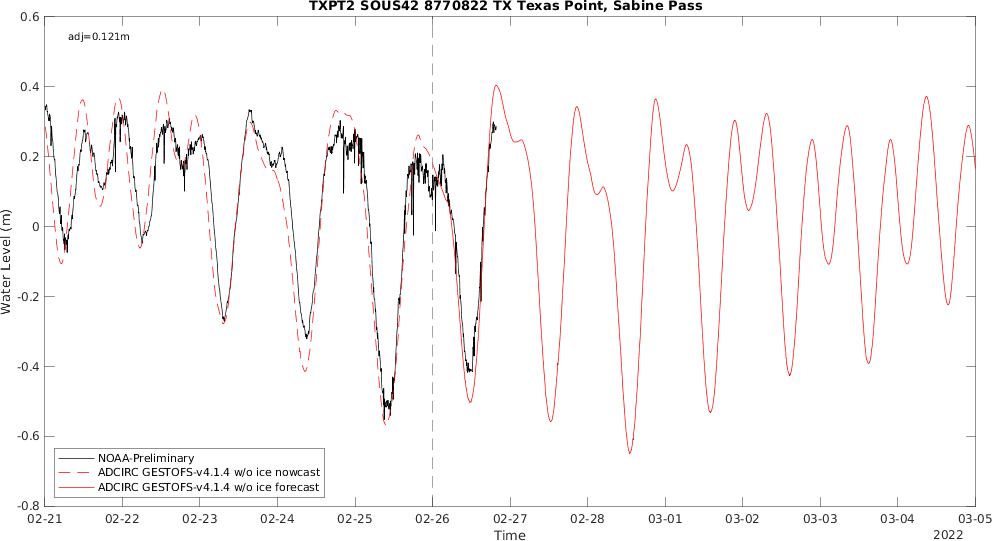 TXPT2 SOUS42 8770822 TX Texas Point, Sabine Pass
adj=0.121m
0.6
0.4
0.2
0
-0.2
-0.4
-0.6
-0.8
Water Level (m)
NOAA-Preliminary
ADCIRC GESTOFS-v4.1.4 w/o ice nowcast
ADCIRC GESTOFS-v4.1.4 w/o ice forecast
02-21 02-22 02-23 02-24 02-25 02-26 02-27 02-28 03-01 03-02 03-03 03-04 03-05
Time
2022